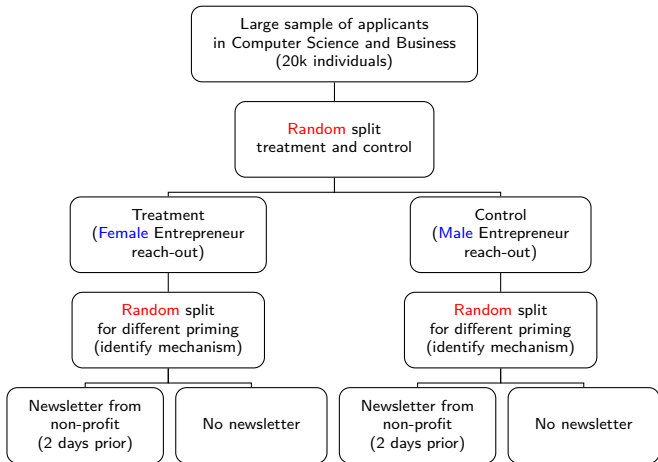 Large sample of applicants
in Computer Science and Business
(20k individuals)
Random split
treatment and control
Treatment
(Female Entrepreneur
reach-out)
Control
(Male Entrepreneur
reach-out)
Random split
for different priming
(identify mechanism)
Random split
for different priming
(identify mechanism)
Newsletter from
non-profit
(2 days prior)
No newsletter
Newsletter from
non-profit
(2 days prior)
No newsletter